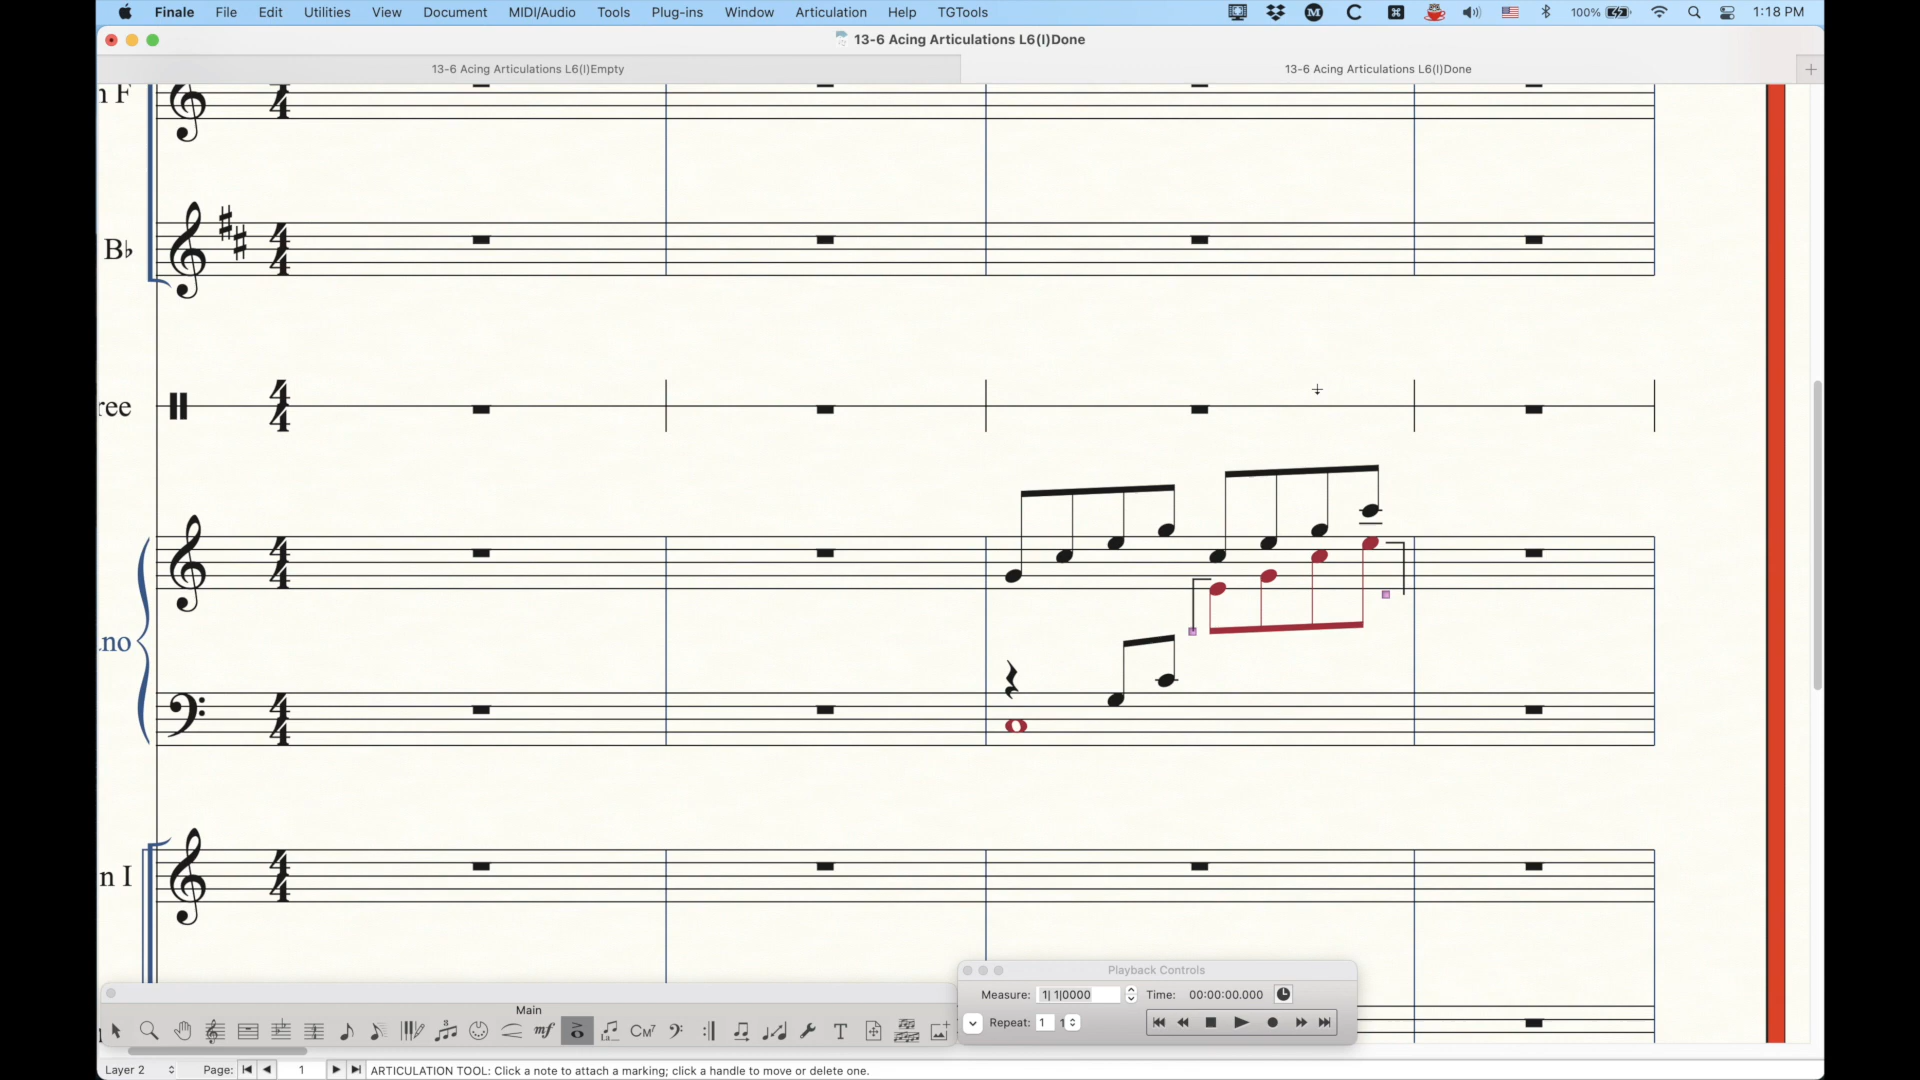 Finale File Edit Utilities View Document MIDI/Audio Tools Plug-ins Window Articulation Help TGTools 100% 1:18 PM
13-6 Acing Articulations L6(I)Done
13-6 Acing Articulations L6(I)Empty
13-6 Acing Articulations L6(I)Done
n F
B♭
ree
no
n I
Playback Controls
Measure: 1| 1|0000 Time: 00:00:00.000
Main
Repeat: 1 1
Layer 2 Page: 1 ARTICULATION TOOL: Click a note to attach a marking; click a handle to move or delete one.